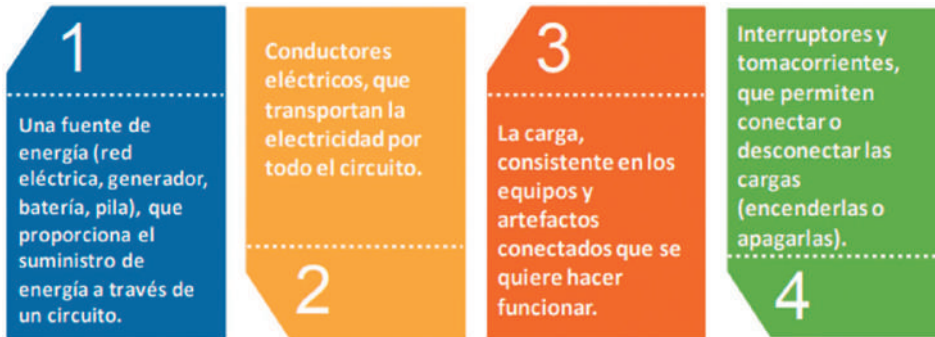 1
Una fuente de
energía (red
eléctrica, generador,
batería, pila), que
proporciona el
suministro de
energía a través de
un circuito.
Conductores
eléctricos, que
transportan la
electricidad por
todo el circuito.
2
3
La carga,
consistente en los
equipos y
artefactos
conectados que se
quiere hacer
funcionar.
Interruptores y
tomacorrientes,
que permiten
conectar o
desconectar las
cargas
(encenderlas o
apagarlas).
4